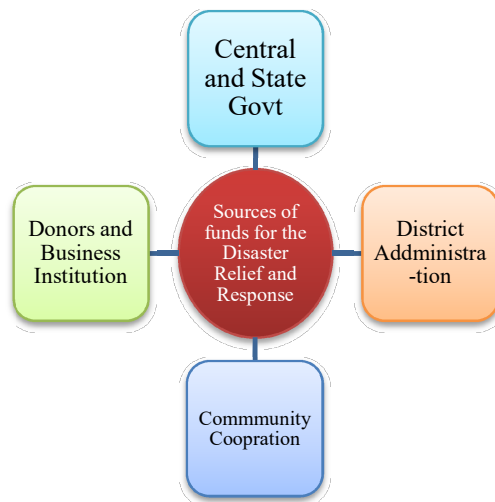 Central
and State
Govt
Donors and
Business
Institution
Sources of
funds for the
Disaster
Relief and
Response
District
Addministra
-tion
Commmunity
Coopration